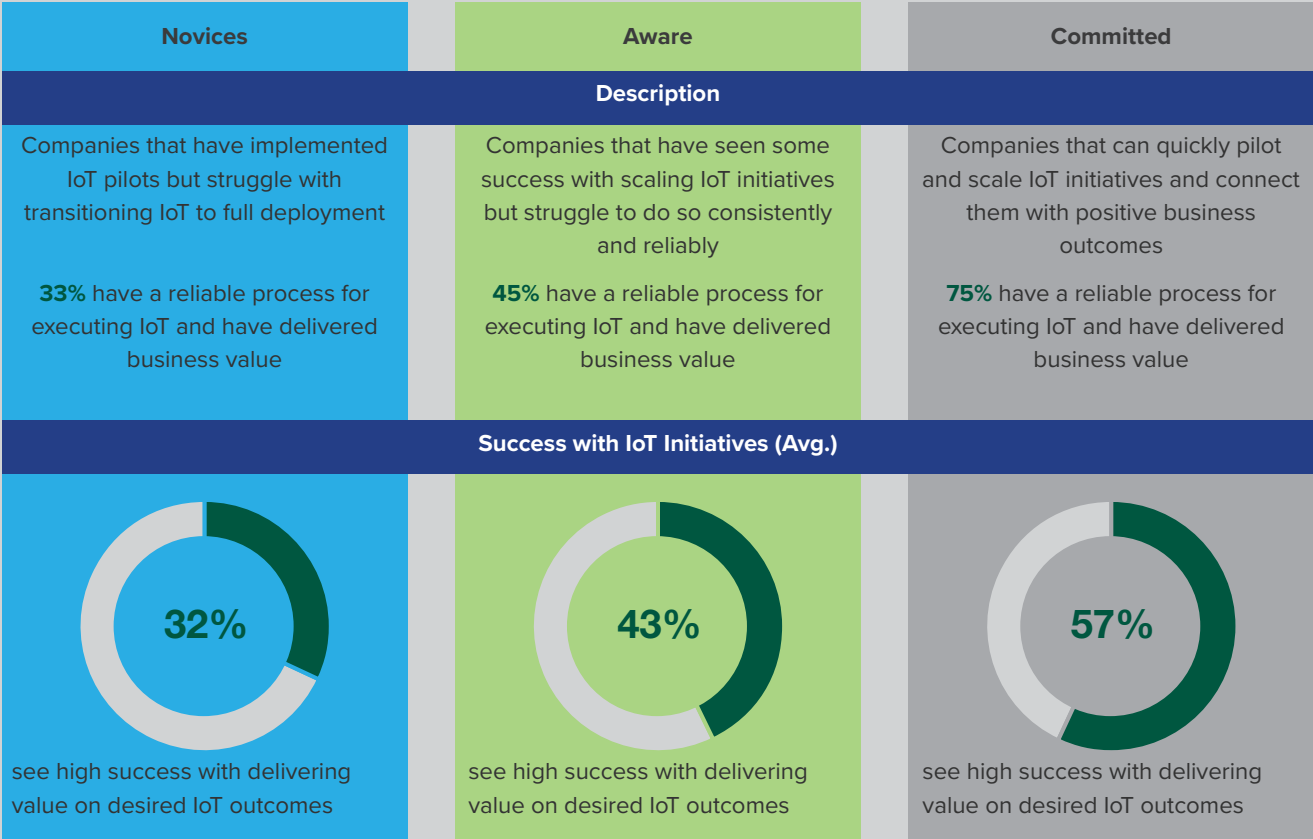 Novices
Aware
Committed
Description
Companies that have implemented
IoT pilots but struggle with
transitioning IoT to full deployment
33% have a reliable process for
executing IoT and have delivered
business value
Companies that have seen some
success with scaling IoT initiatives
but struggle to do so consistently
and reliably
45% have a reliable process for
executing IoT and have delivered
business value
Companies that can quickly pilot
and scale IoT initiatives and connect
them with positive business
outcomes
75% have a reliable process for
executing IoT and have delivered
business value
Success with IoT Initiatives (Avg.)
32%
see high success with delivering
value on desired IoT outcomes
43%
see high success with delivering
value on desired IoT outcomes
57%
see high success with delivering
value on desired IoT outcomes